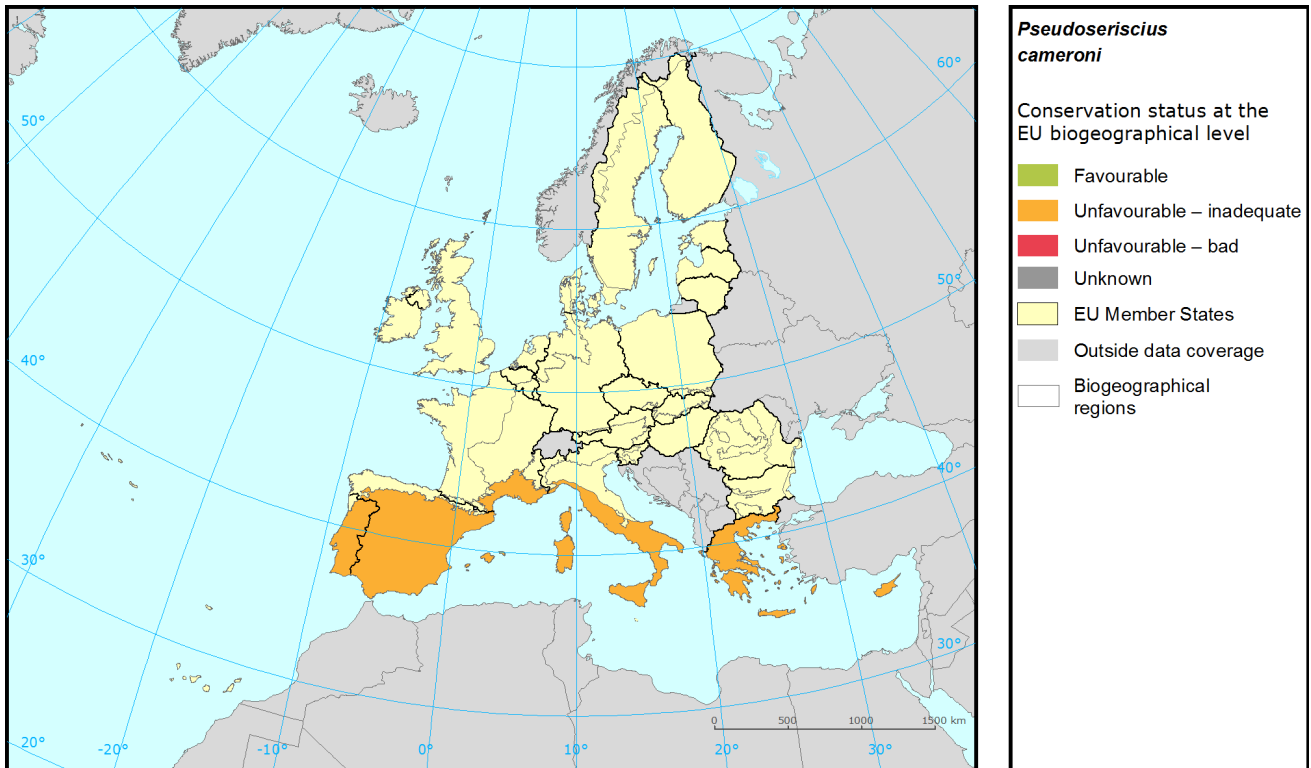 Pseudoseriscius
cameroni
Conservation status at the
EU biogeographical level
Favourable
Unfavourable – inadequate
Unfavourable – bad
Unknown
EU Member States
Outside data coverage
Biogeographical
regions
60°
50°
50°
40°
40°
30°
30°
20°
-20°
-10°
0°
10°
20°
30°
0
500
1000
1500 km